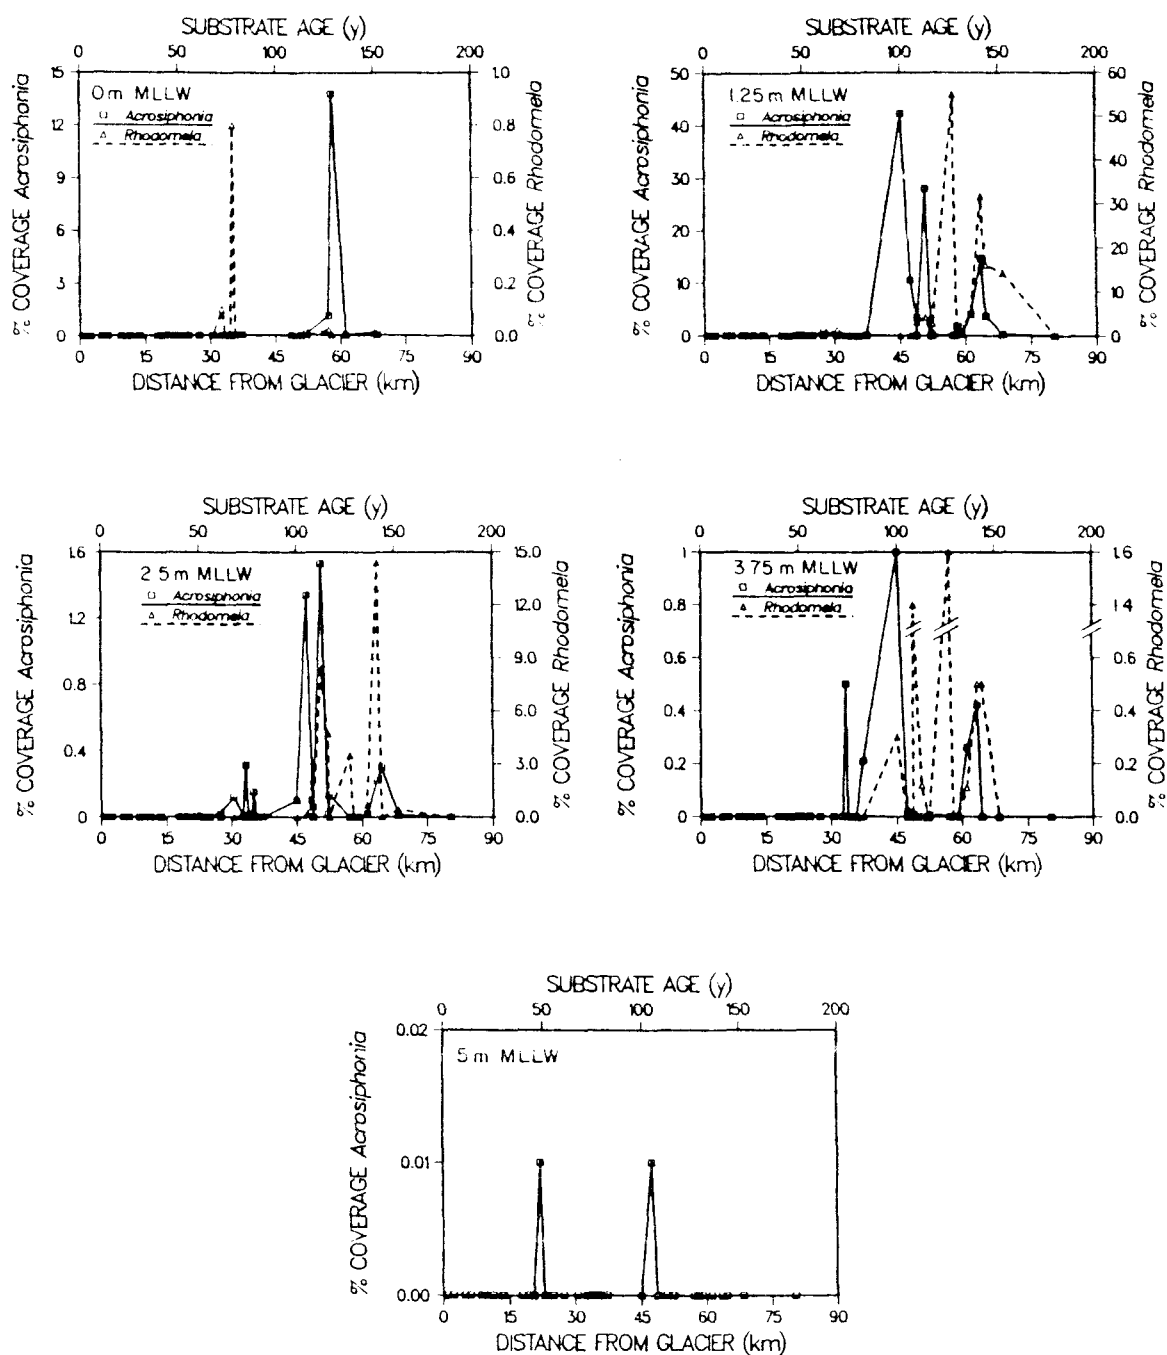 SUBSTRATE AGE (y)
0 50 100 150 200
15 12 9 6 3 0
% COVERAGE Acrosiphonia
0m MLLW
Acrosiphonia
Rhodomela
1.0 0.8 0.6 0.4 0.2 0.0
% COVERAGE Rhodomela
0 15 30 45 60 75 90
DISTANCE FROM GLACIER (km)
SUBSTRATE AGE (y)
0 50 100 150 200
50 40 30 20 10 0
% COVERAGE Acrosiphonia
1.25m MLLW
Acrosiphonia
Rhodomela
60 50 40 30 20 10 0
% COVERAGE Rhodomela
0 15 30 45 60 75 90
DISTANCE FROM GLACIER (km)
SUBSTRATE AGE (y)
0 50 100 150 200
1.6 1.2 0.8 0.4 0
% COVERAGE Acrosiphonia
2.5m MLLW
Acrosiphonia
Rhodomela
15.0 12.0 9.0 6.0 3.0 0.0
% COVERAGE Rhodomela
0 15 30 45 60 75 90
DISTANCE FROM GLACIER (km)
SUBSTRATE AGE (y)
0 50 100 150 200
1 0.8 0.6 0.4 0.2 0
% COVERAGE Acrosiphonia
3.75m MLLW
Acrosiphonia
Rhodomela
1.6 1.4 0.6 0.4 0.2 0.0
% COVERAGE Rhodomela
0 15 30 45 60 75 90
DISTANCE FROM GLACIER (km)
SUBSTRATE AGE (y)
0 50 100 150 200
0.02 0.01 0.00
% COVERAGE Acrosiphonia
5m MLLW
0 15 30 45 60 75 90
DISTANCE FROM GLACIER (km)